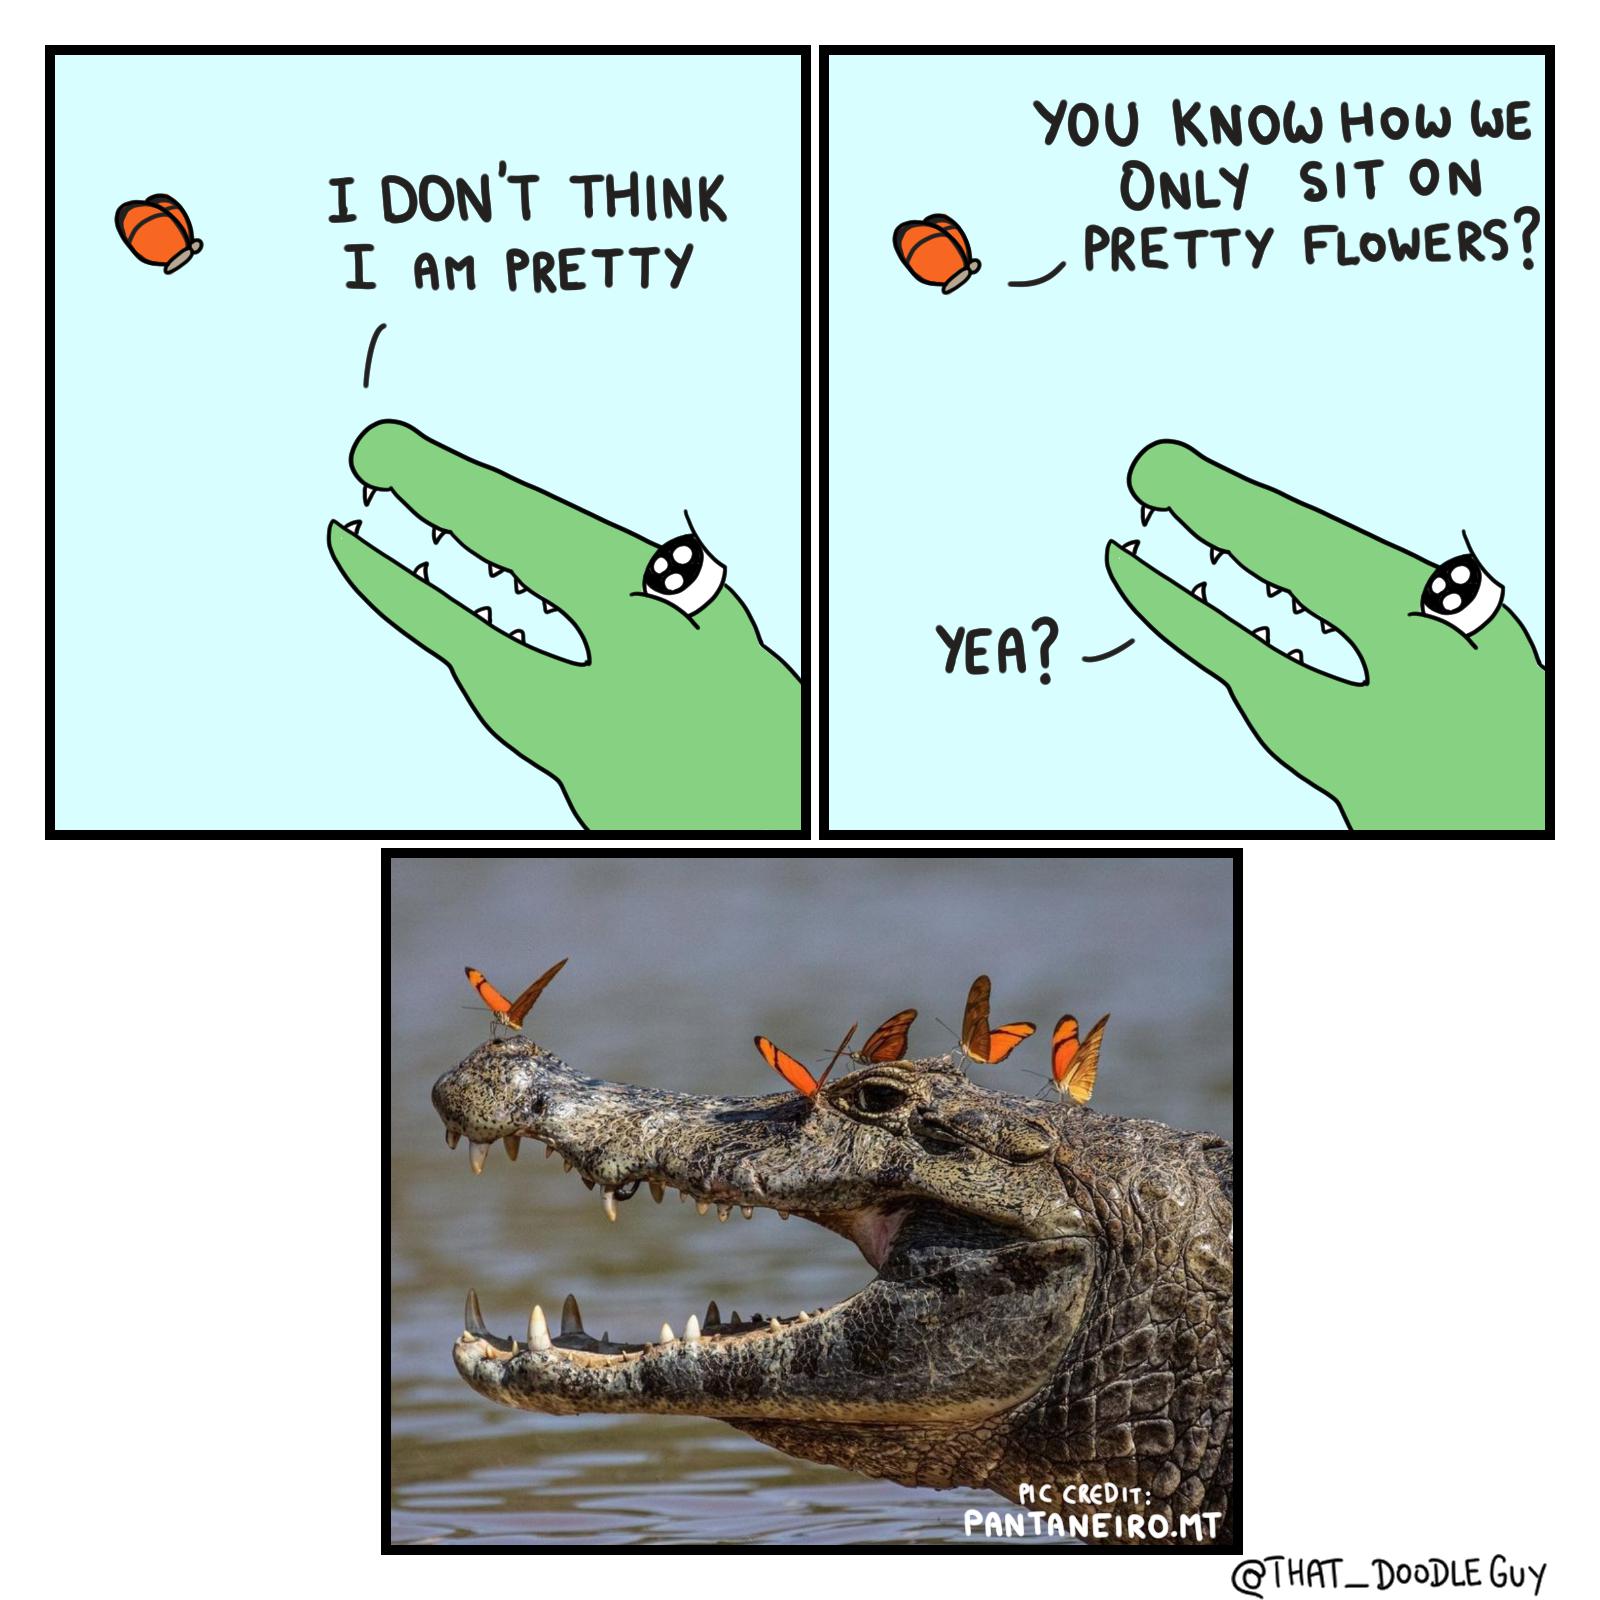 I DON'T THINK
I AM PRETTY
YOU KNOW HOW WE
ONLY SIT ON
PRETTY FLOWERS?
YEA?
PIC CREDIT:
PANTANEIRO.MT
@THAT_DOODLE GUY